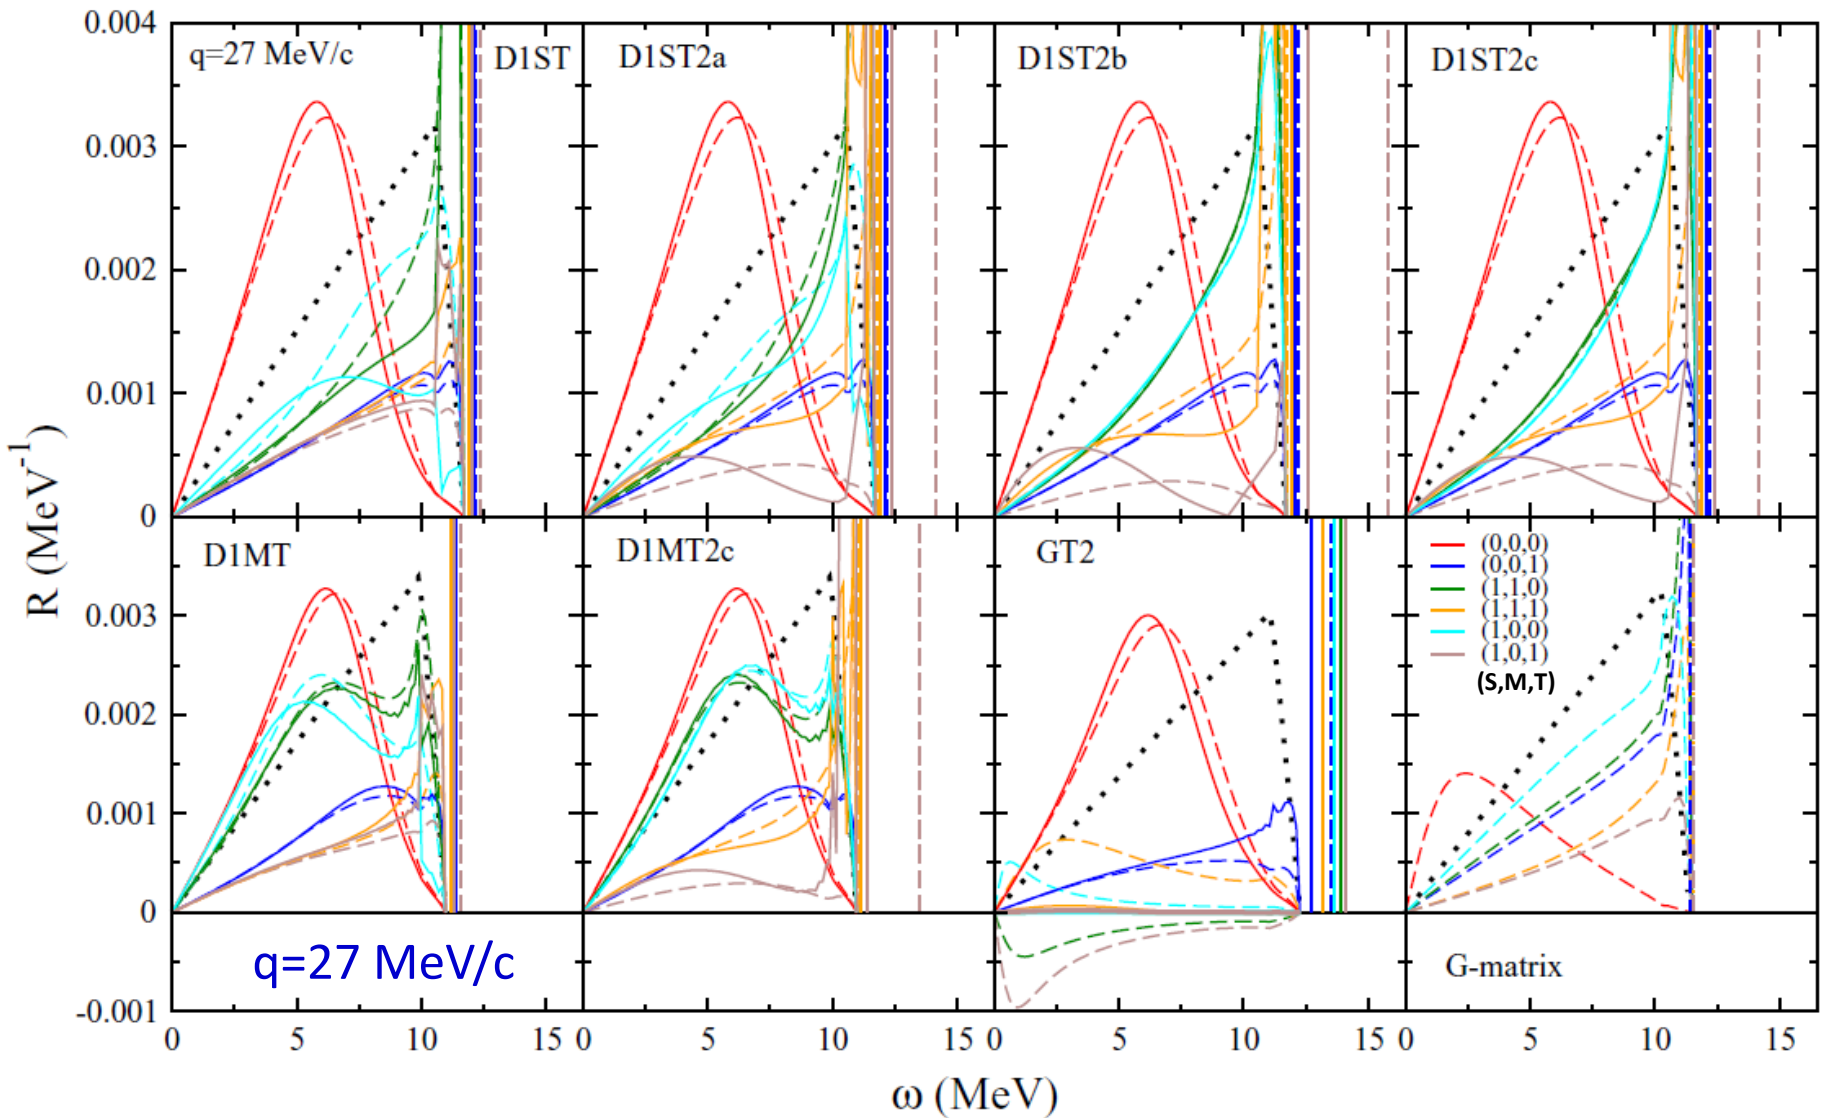 0.004
0.003
0.002
0.001
0
0.003
0.002
0.001
0
-0.001
R (MeV⁻¹)
q=27 MeV/c
D1ST
D1ST2a
D1ST2b
D1ST2c
D1MT
D1MT2c
GT2
(0,0,0)
(0,0,1)
(1,1,0)
(1,1,1)
(1,0,0)
(1,0,1)
(S,M,T)
q=27 MeV/c
G-matrix
0 5 10 15 0 5 10 15 0 5 10 15 0 5 10 15
ω (MeV)